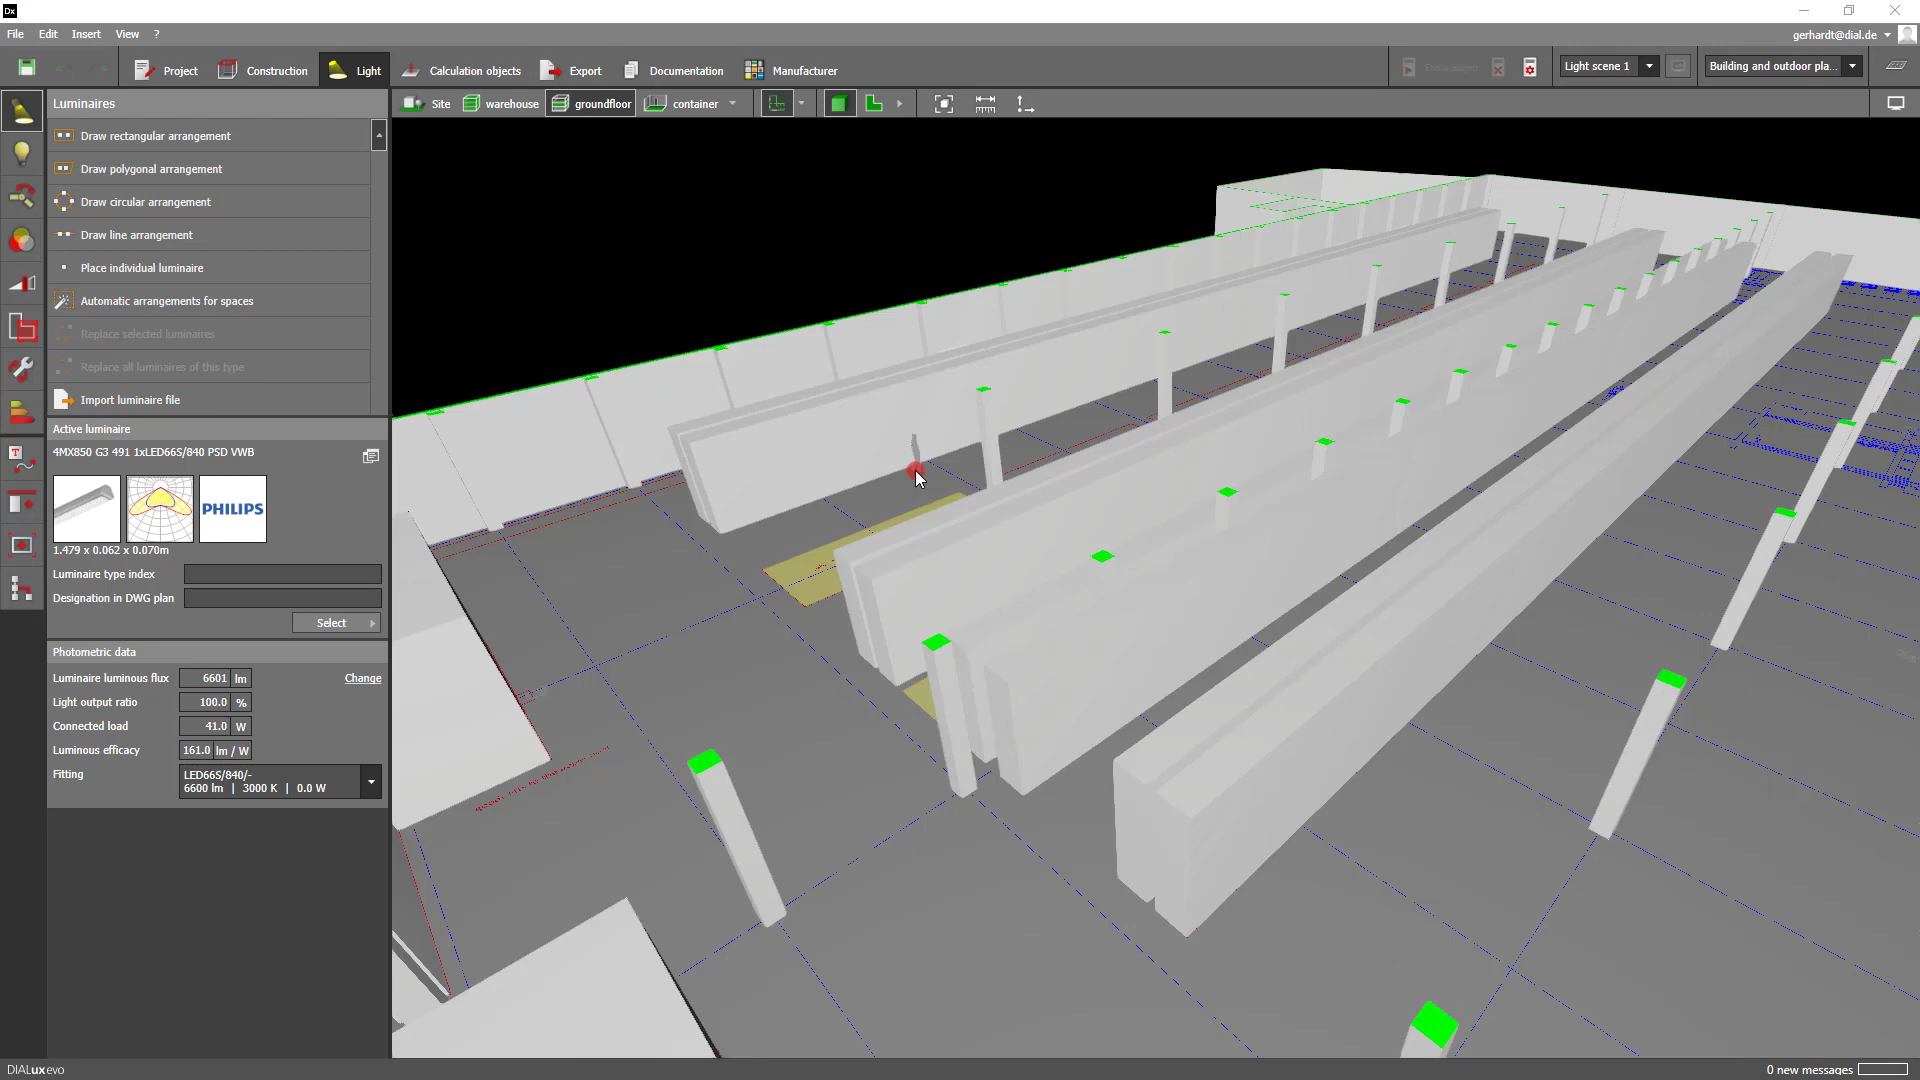 Dx
File Edit Insert View ?
gerhardt@dial.de
Project Construction Light Calculation objects Export Documentation Manufacturer
Entire project
Light scene 1
Building and outdoor pla...
Luminaires
Site warehouse groundfloor container
Draw rectangular arrangement
Draw polygonal arrangement
Draw circular arrangement
Draw line arrangement
Place individual luminaire
Automatic arrangements for spaces
Replace selected luminaires
Replace all luminaires of this type
Import luminaire file
Active luminaire
4MX850 G3 491 1xLED66S/840 PSD VWB
PHILIPS
1.479 x 0.062 x 0.070m
Luminaire type index
Designation in DWG plan
Select
Photometric data
Luminaire luminous flux 6601 lm Change
Light output ratio 100.0 %
Connected load 41.0 W
Luminous efficacy 161.0 lm / W
Fitting LED66S/840/-
6600 lm | 3000 K | 0.0 W
DIALux evo
0 new messages